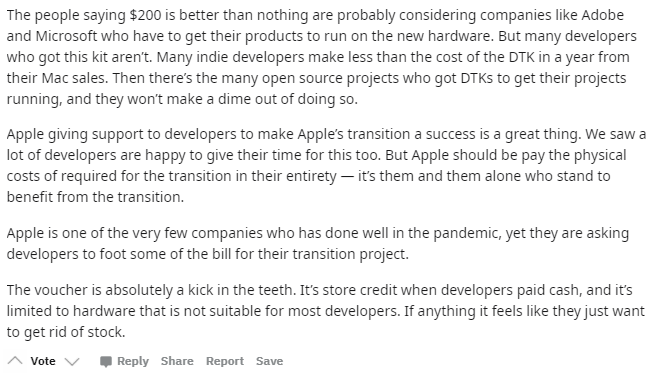 The people saying $200 is better than nothing are probably considering companies like Adobe
and Microsoft who have to get their products to run on the new hardware. But many developers
who got this kit aren’t. Many indie developers make less than the cost of the DTK in a year from
their Mac sales. Then there’s the many open source projects who got DTKs to get their projects
running, and they won’t make a dime out of doing so.
Apple giving support to developers to make Apple’s transition a success is a great thing. We saw a
lot of developers are happy to give their time for this too. But Apple should be pay the physical
costs of required for the transition in their entirety — it’s them and them alone who stand to
benefit from the transition.
Apple is one of the very few companies who has done well in the pandemic, yet they are asking
developers to foot some of the bill for their transition project.
The voucher is absolutely a kick in the teeth. It’s store credit when developers paid cash, and it’s
limited to hardware that is not suitable for most developers. If anything it feels like they just want
to get rid of stock.
Vote Reply Share Report Save